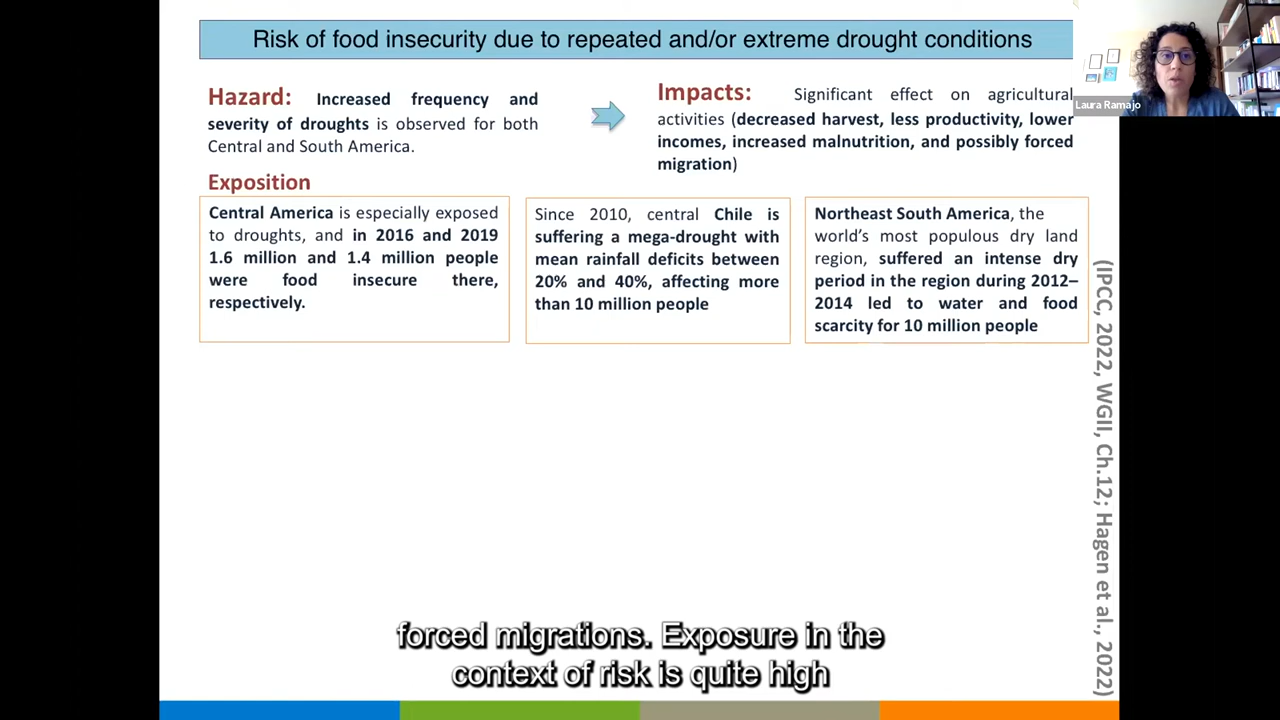 Risk of food insecurity due to repeated and/or extreme drought conditions
Laura Ramajo
Hazard: Increased frequency and
severity of droughts is observed for both
Central and South America.
Impacts: Significant effect on agricultural
activities (decreased harvest, less productivity, lower
incomes, increased malnutrition, and possibly forced
migration)
Exposition
Central America is especially exposed
to droughts, and in 2016 and 2019
1.6 million and 1.4 million people
were food insecure there,
respectively.
Since 2010, central Chile is
suffering a mega-drought with
mean rainfall deficits between
20% and 40%, affecting more
than 10 million people
Northeast South America, the
world's most populous dry land
region, suffered an intense dry
period in the region during 2012–
2014 led to water and food
scarcity for 10 million people
(IPCC, 2022, WGII, Ch.12; Hagen et al., 2022)
forced migrations. Exposure in the
context of risk is quite high